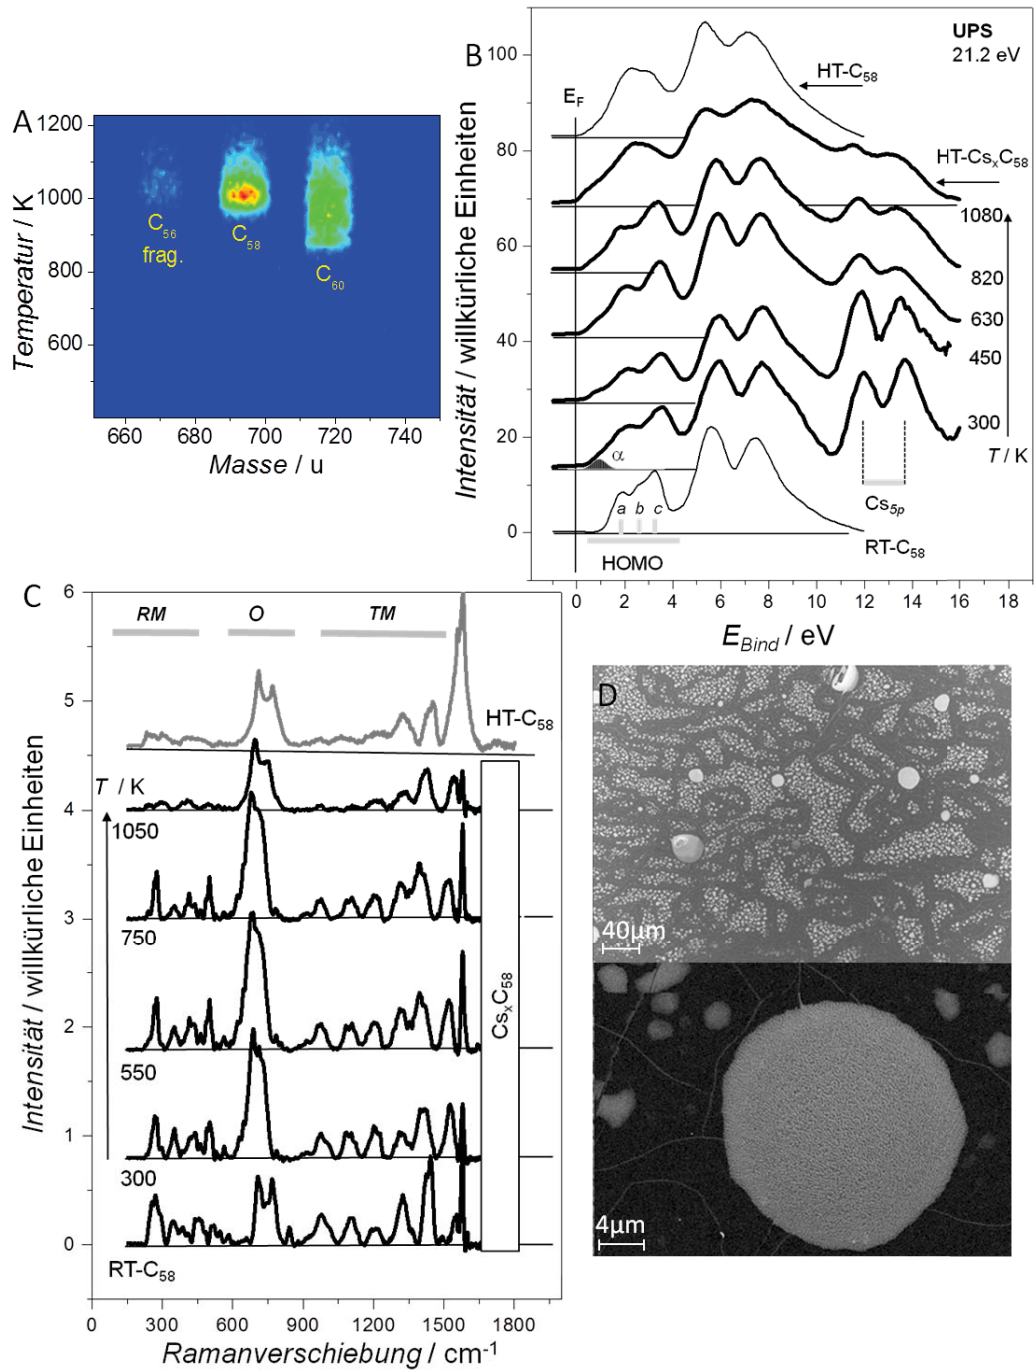 A
Temperatur / K
1200
1000
800
600
C56
frag.
C58
C60
660 680 700 720 740
Masse / u
B
Intensität / willkürliche Einheiten
100
80
60
40
20
0
UPS
21.2 eV
EF
HT-C58
HT-CsxC58
1080
820
630
450
300
T / K
α
a b c
Cs5p
HOMO
RT-C58
0 2 4 6 8 10 12 14 16 18
EBind / eV
C
Intensität / willkürliche Einheiten
6
5
4
3
2
1
0
RM O TM
HT-C58
T / K
1050
750
550
300
CsxC58
RT-C58
0 300 600 900 1200 1500 1800
Ramanverschiebung / cm-1
D
40µm
4µm